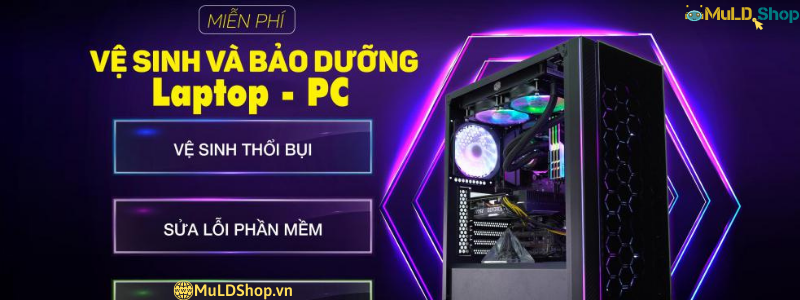 MIỄN PHÍ
MuLD.Shop
VỆ SINH VÀ BẢO DƯỠNG
Laptop - PC
VỆ SINH THỔI BỤI
SỬA LỖI PHẦN MỀM
MuLDShop.vn